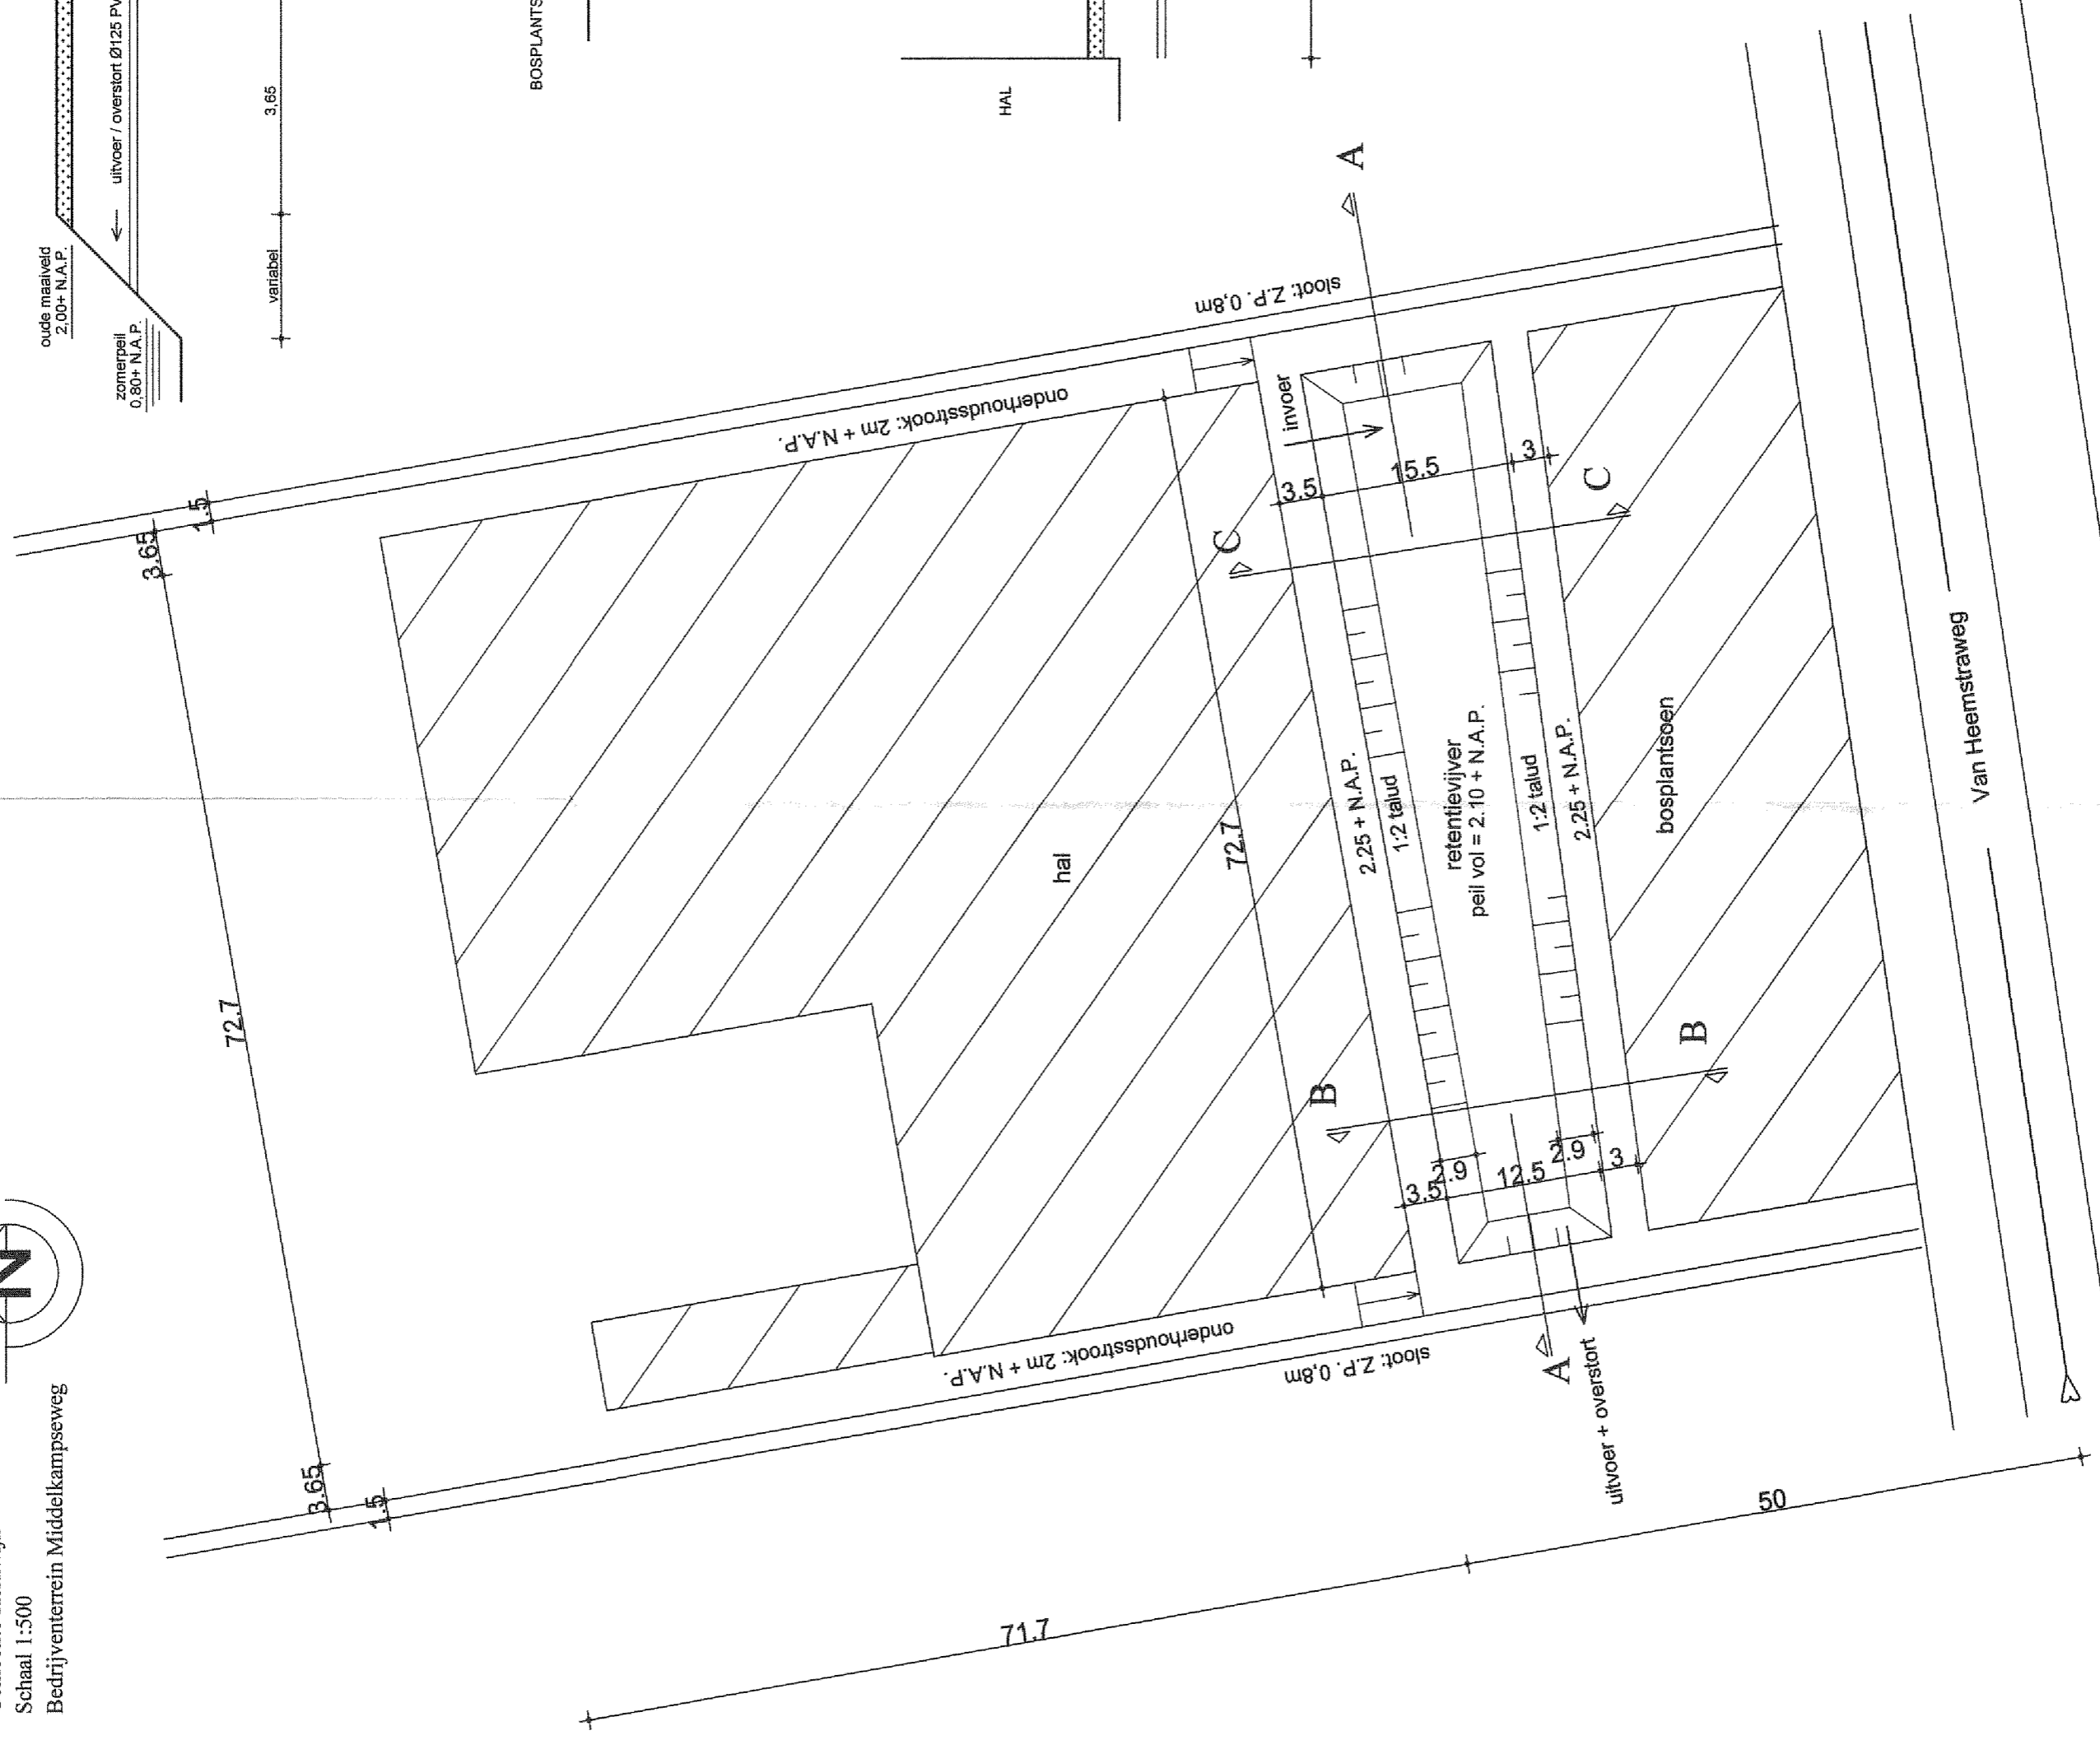 uitvoer / overstort Ø125 PV
oude maaiveld
2,00+ N.A.P.
zomerpeil
0,80+ N.A.P.
variabel
3,65
BOSPLANTS
HAL
N
Schaal 1:500
Bedrijventerrein Middelkampseweg
3.65
1.5
72.7
3.65
1.5
71.7
50
onderhoudsstrook: 2m + N.A.P.
sloot: Z.P. 0,8m
onderhoudsstrook: 2m + N.A.P.
sloot: Z.P. 0,8m
hal
72.7
invoer
A
C
C
3.5
15.5
3
2.25 + N.A.P.
1:2 talud
retentievijver
peil vol = 2.10 + N.A.P.
1:2 talud
2.25 + N.A.P.
bosplantsoen
B
B
3.5
2.9
12.5
2.9
3
A
uitvoer + overstort
Van Heemstraweg